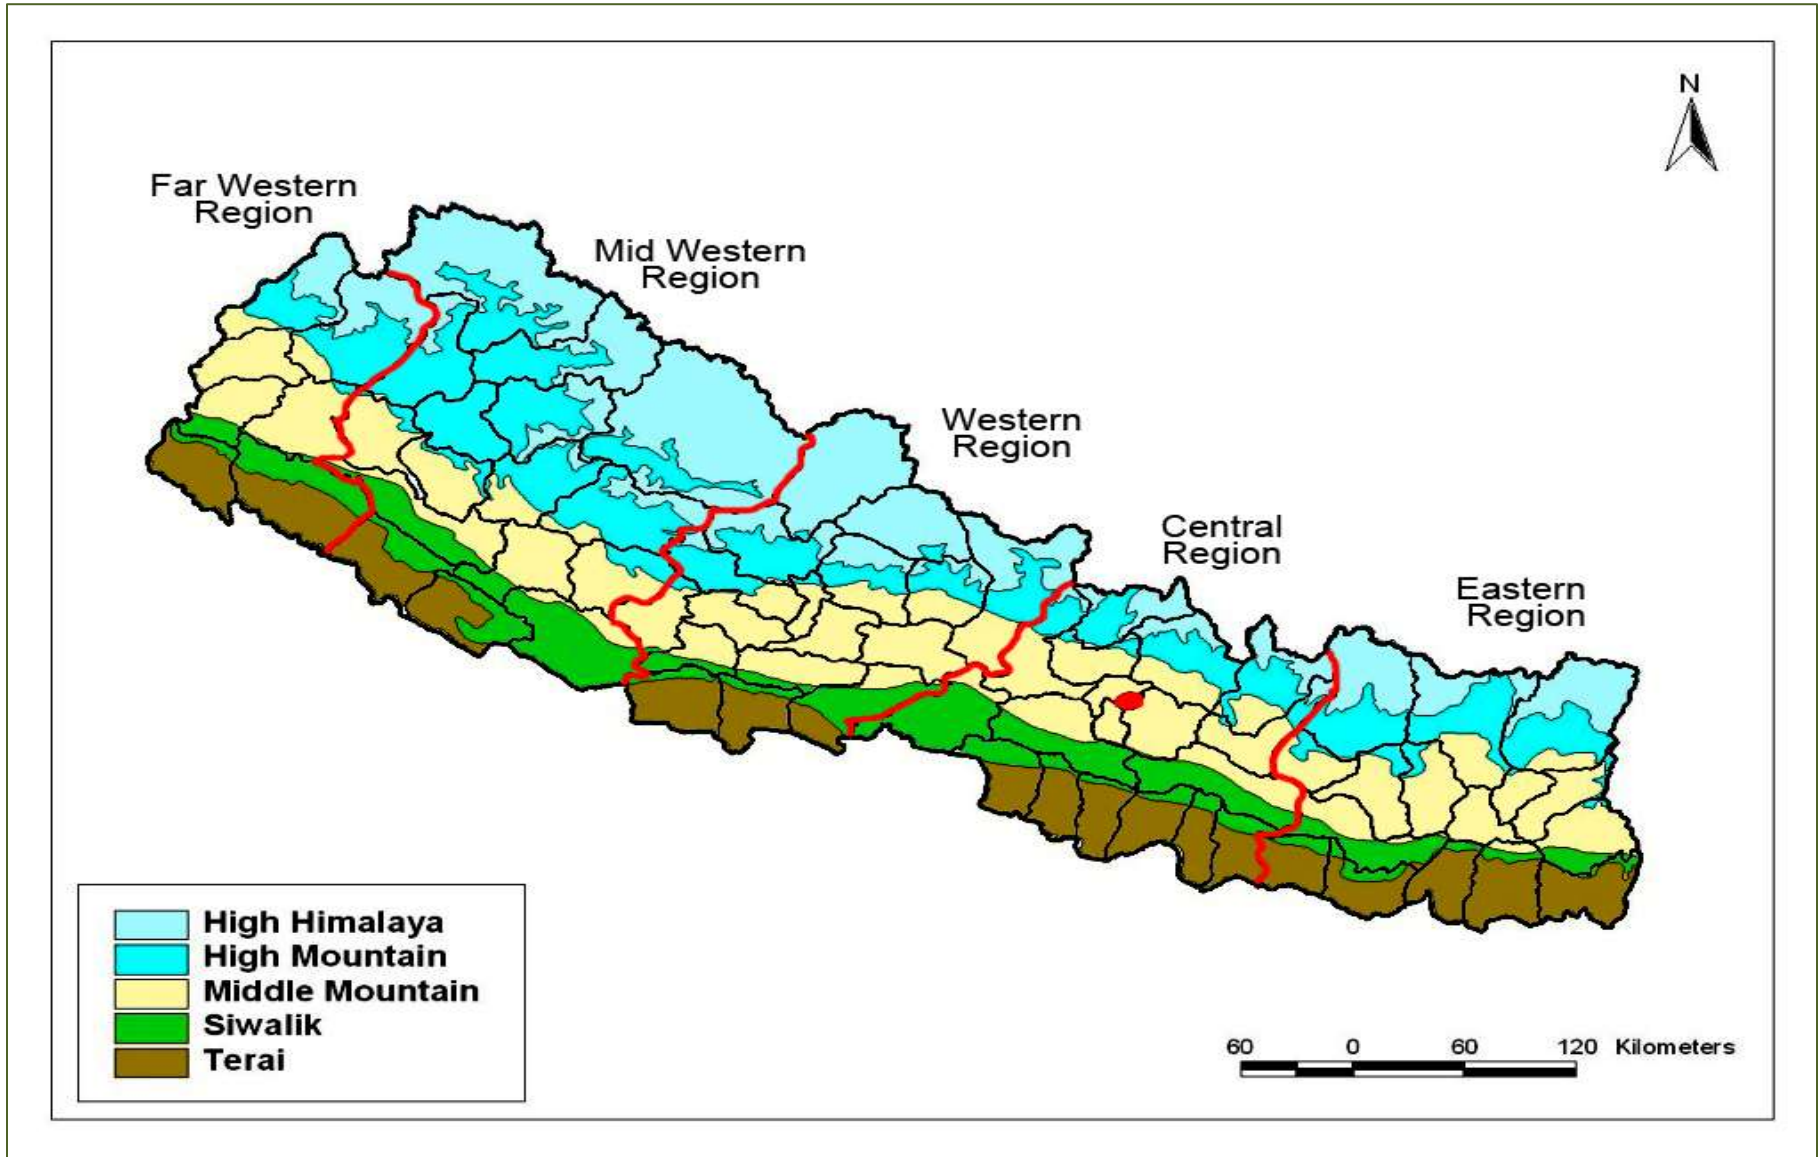 N
Far Western
Region
Mid Western
Region
Western
Region
Central
Region
Eastern
Region
High Himalaya
High Mountain
Middle Mountain
Siwalik
Terai
60 0 60 120 Kilometers